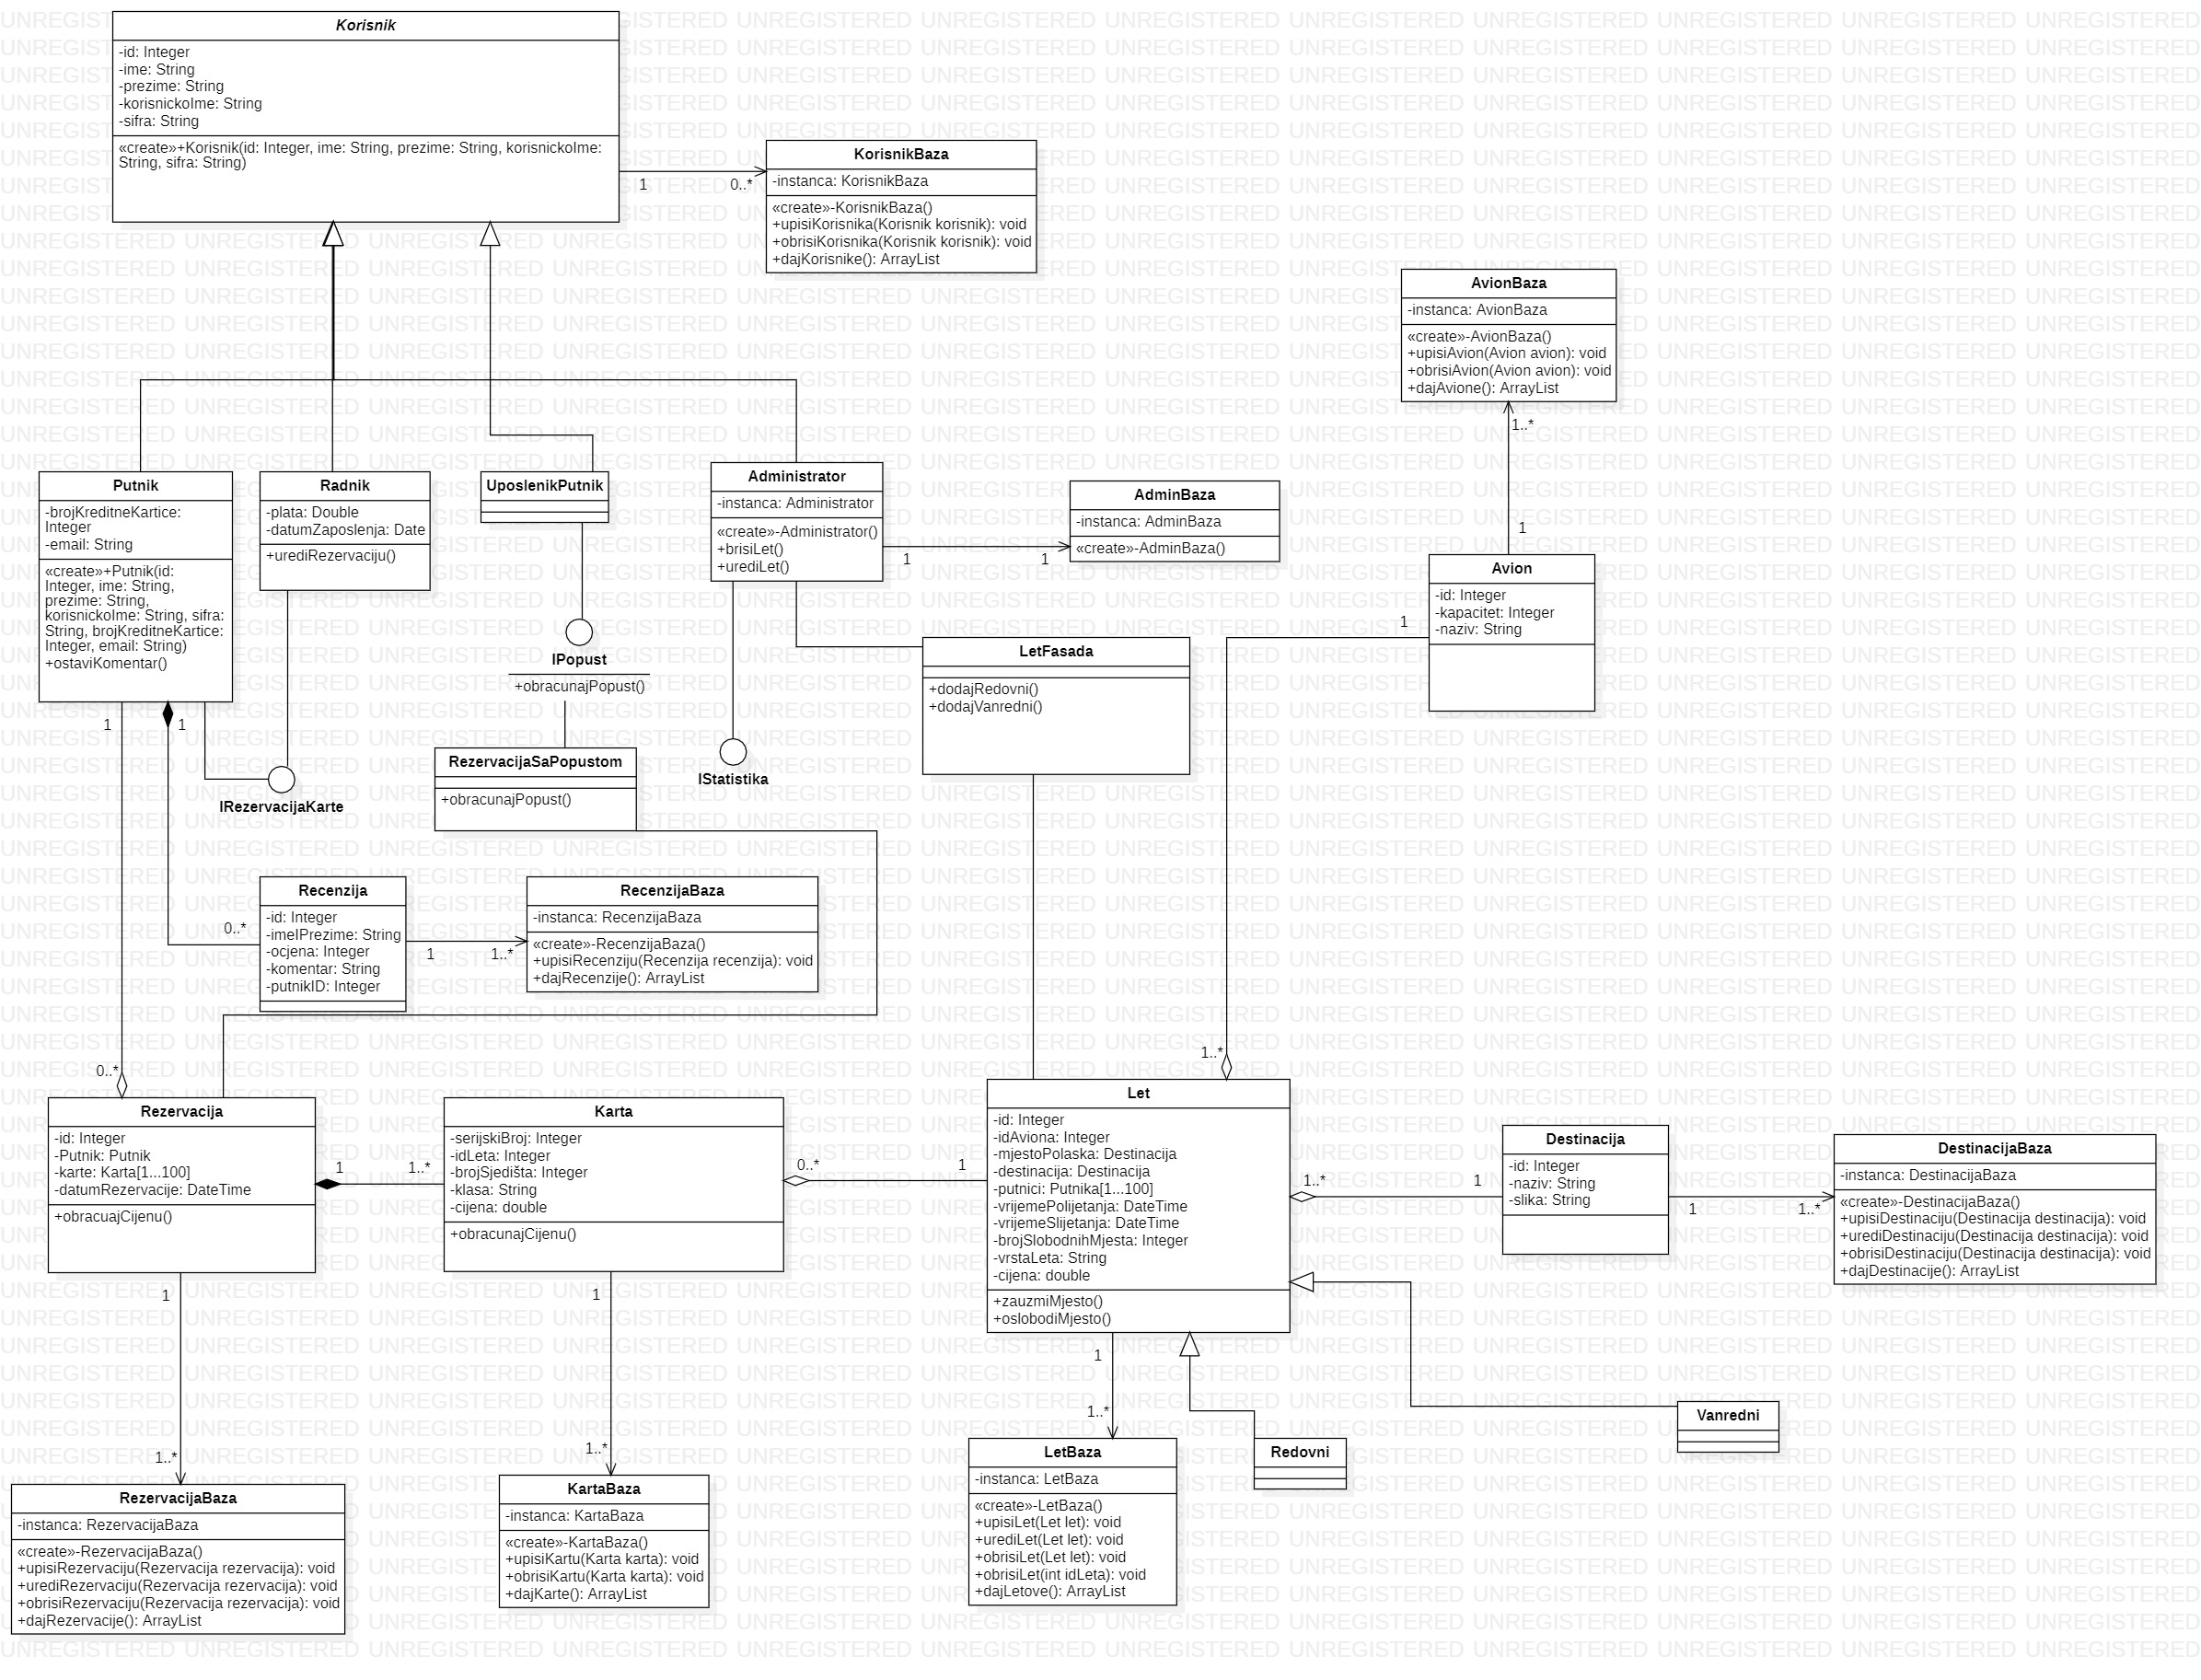 Korisnik
-id: Integer
-ime: String
-prezime: String
-korisnickoIme: String
-sifra: String
«create»+Korisnik(id: Integer, ime: String, prezime: String, korisnickoIme:
String, sifra: String)
1
0..*
KorisnikBaza
-instanca: KorisnikBaza
«create»-KorisnikBaza()
+upisiKorisnika(Korisnik korisnik): void
+obrisiKorisnika(Korisnik korisnik): void
+dajKorisnike(): ArrayList
AvionBaza
-instanca: AvionBaza
«create»-AvionBaza()
+upisiAvion(Avion avion): void
+obrisiAvion(Avion avion): void
+dajAvione(): ArrayList
1..*
1
Putnik
-brojKreditneKartice:
Integer
-email: String
«create»+Putnik(id:
Integer, ime: String,
prezime: String,
korisnickoIme: String, sifra:
String, brojKreditneKartice:
Integer, email: String)
+ostaviKomentar()
Radnik
-plata: Double
-datumZaposlenja: Date
+urediRezervaciju()
UposlenikPutnik
Administrator
-instanca: Administrator
«create»-Administrator()
+brisiLet()
+urediLet()
1
1
AdminBaza
-instanca: AdminBaza
«create»-AdminBaza()
Avion
-id: Integer
-kapacitet: Integer
-naziv: String
1
IPopust
+obracunajPopust()
LetFasada
+dodajRedovni()
+dodajVanredni()
1
1
IRezervacijaKarte
RezervacijaSaPopustom
+obracunajPopust()
IStatistika
Recenzija
-id: Integer
-imeIPrezime: String
-ocjena: Integer
-komentar: String
-putnikID: Integer
0..*
1
1..*
RecenzijaBaza
-instanca: RecenzijaBaza
«create»-RecenzijaBaza()
+upisiRecenziju(Recenzija recenzija): void
+dajRecenzije(): ArrayList
0..*
1..*
Rezervacija
-id: Integer
-Putnik: Putnik
-karte: Karta[1...100]
-datumRezervacije: DateTime
+obracuajCijenu()
1
1..*
Karta
-serijskiBroj: Integer
-idLeta: Integer
-brojSjedišta: Integer
-klasa: String
-cijena: double
+obracunajCijenu()
0..*
1
Let
-id: Integer
-idAviona: Integer
-mjestoPolaska: Destinacija
-destinacija: Destinacija
-putnici: Putnika[1...100]
-vrijemePolijetanja: DateTime
-vrijemeSlijetanja: DateTime
-brojSlobodnihMjesta: Integer
-vrstaLeta: String
-cijena: double
+zauzmiMjesto()
+oslobodiMjesto()
1..*
1
Destinacija
-id: Integer
-naziv: String
-slika: String
1
1..*
DestinacijaBaza
-instanca: DestinacijaBaza
«create»-DestinacijaBaza()
+upisiDestinaciju(Destinacija destinacija): void
+urediDestinaciju(Destinacija destinacija): void
+obrisiDestinaciju(Destinacija destinacija): void
+dajDestinacije(): ArrayList
1
1..*
1
1..*
1
1..*
Vanredni
Redovni
RezervacijaBaza
-instanca: RezervacijaBaza
«create»-RezervacijaBaza()
+upisiRezervaciju(Rezervacija rezervacija): void
+urediRezervaciju(Rezervacija rezervacija): void
+obrisiRezervaciju(Rezervacija rezervacija): void
+dajRezervacije(): ArrayList
KartaBaza
-instanca: KartaBaza
«create»-KartaBaza()
+upisiKartu(Karta karta): void
+obrisiKartu(Karta karta): void
+dajKarte(): ArrayList
LetBaza
-instanca: LetBaza
«create»-LetBaza()
+upisiLet(Let let): void
+urediLet(Let let): void
+obrisiLet(Let let): void
+obrisiLet(int idLeta): void
+dajLetove(): ArrayList
UNREGISTERED